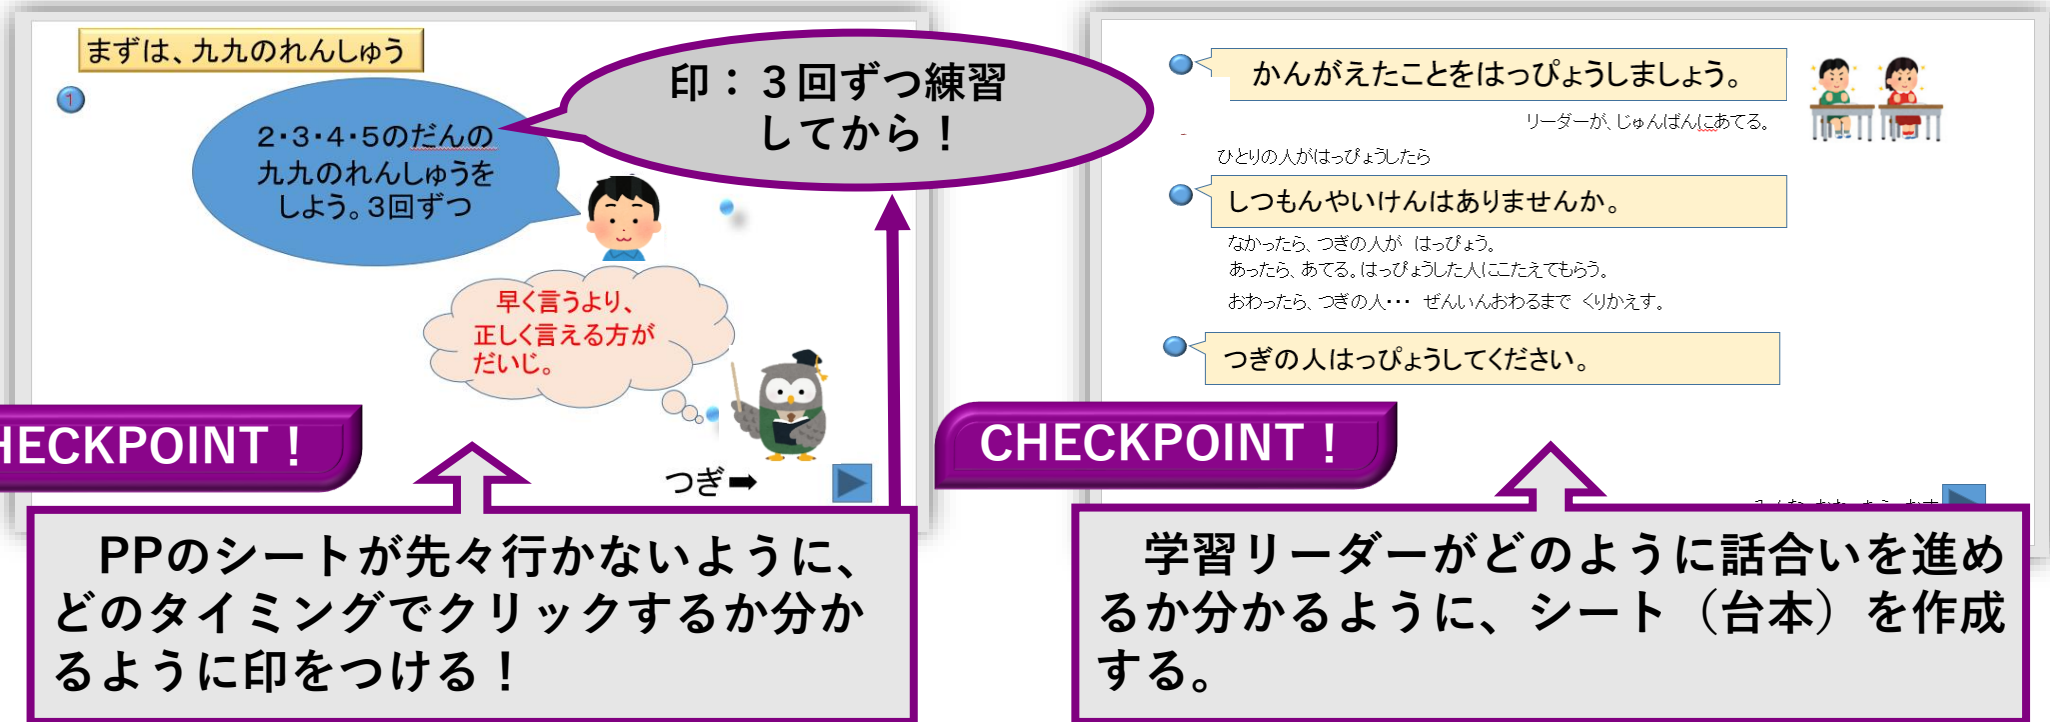 まずは、九九のれんしゅう
1
2・3・4・5のだんの
九九のれんしゅうを
しよう。3回ずつ
印：３回ずつ練習
してから！
早く言うより、
正しく言える方が
だいじ。
つぎ➡
HECKPOINT！
PPのシートが先々行かないように、
どのタイミングでクリックするか分か
るように印をつける！
かんがえたことをはっぴょうしましょう。
リーダーが、じゅんばんにあてる。
ひとりの人がはっぴょうしたら
しつもんやいけんはありませんか。
なかったら、つぎの人が はっぴょう。
あったら、あてる。はっぴょうした人にこたえてもらう。
おわったら、つぎの人・・・ ぜんいんおわるまで くりかえす。
つぎの人はっぴょうしてください。
CHECKPOINT！
学習リーダーがどのように話合いを進め
るか分かるように、シート（台本）を作成
する。